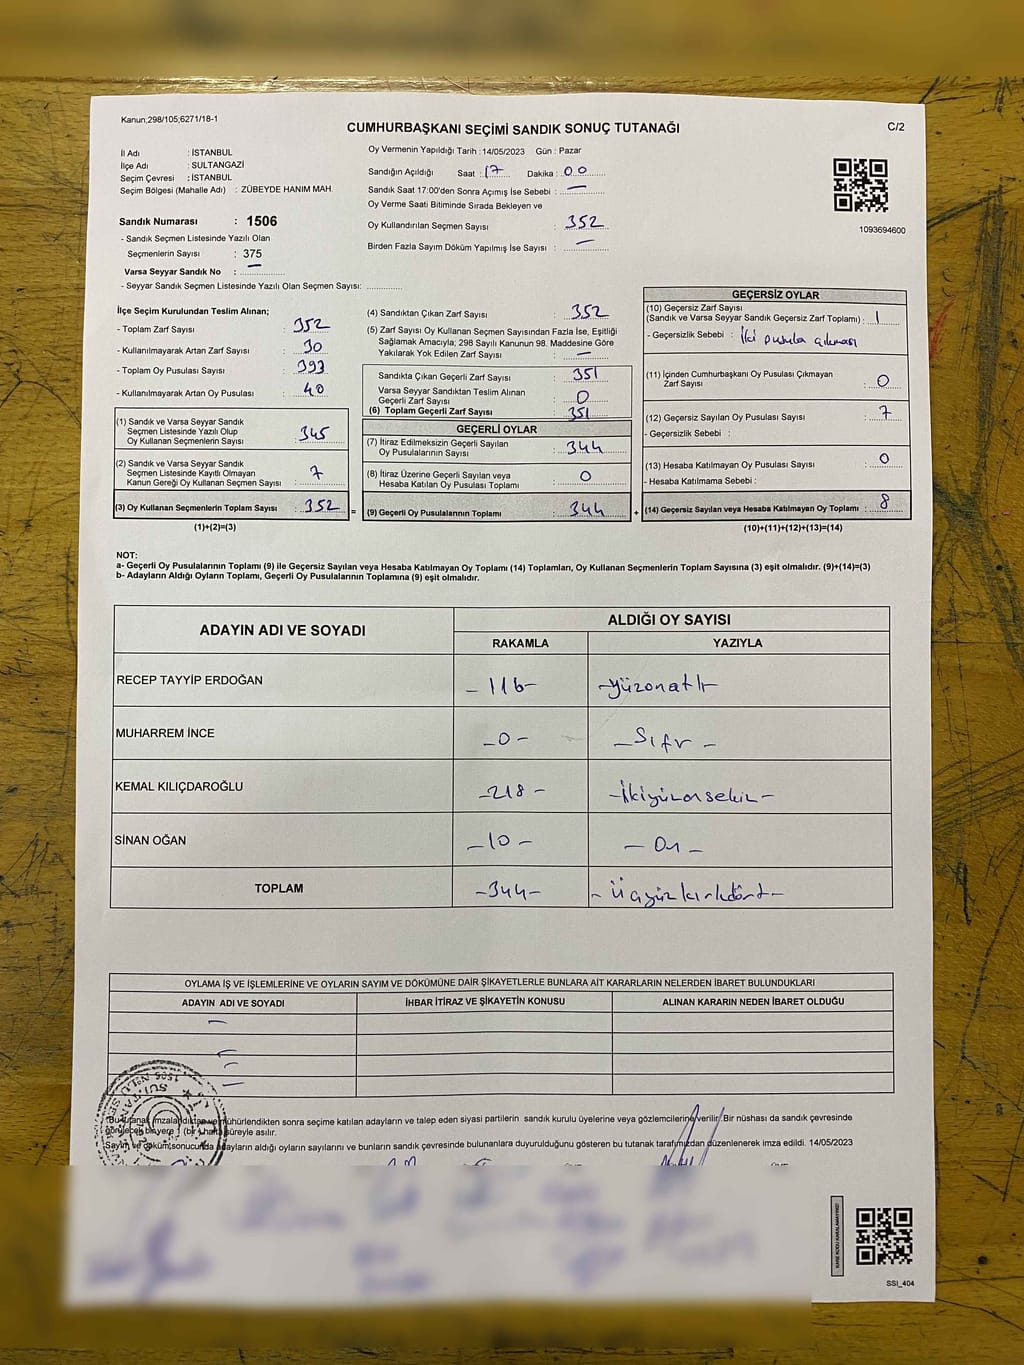 Kanun;298/105;6271/18-1
CUMHURBAŞKANI SEÇİMİ SANDIK SONUÇ TUTANAĞI
C/2
İl Adı : İSTANBUL
İlçe Adı : SULTANGAZİ
Seçim Çevresi : İSTANBUL
Seçim Bölgesi (Mahalle Adı) : ZÜBEYDE HANIM MAH.
Sandık Numarası : 1506
- Sandık Seçmen Listesinde Yazılı Olan
Seçmenlerin Sayısı : 375
Varsa Seyyar Sandık No : —
- Seyyar Sandık Seçmen Listesinde Yazılı Olan Seçmen Sayısı:
Oy Vermenin Yapıldığı Tarih : 14/05/2023 Gün : Pazar
Sandığın Açıldığı Saat : 17 Dakika : 00
Sandık Saat 17:00'den Sonra Açımış İse Sebebi : —
Oy Verme Saati Bitiminde Sırada Bekleyen ve
Oy Kullandırılan Seçmen Sayısı : 352
Birden Fazla Sayım Döküm Yapılmış İse Sayısı : —
1093694600
İlçe Seçim Kurulundan Teslim Alınan;
- Toplam Zarf Sayısı : 352
- Kullanılmayarak Artan Zarf Sayısı : 30
- Toplam Oy Pusulası Sayısı : 393
- Kullanılmayarak Artan Oy Pusulası : 40
(1) Sandık ve Varsa Seyyar Sandık
Seçmen Listesinde Yazılı Olup
Oy Kullanan Seçmenlerin Sayısı : 345
(2) Sandık ve Varsa Seyyar Sandık
Seçmen Listesinde Kayıtlı Olmayan
Kanun Gereği Oy Kullanan Seçmen Sayısı : 7
(3) Oy Kullanan Seçmenlerin Toplam Sayısı : 352 =
(1)+(2)=(3)
(4) Sandıktan Çıkan Zarf Sayısı : 352
(5) Zarf Sayısı Oy Kullanan Seçmen Sayısından Fazla İse, Eşitliği
Sağlamak Amacıyla; 298 Sayılı Kanunun 98. Maddesine Göre
Yakılarak Yok Edilen Zarf Sayısı : —
Sandıkta Çıkan Geçerli Zarf Sayısı : 351
Varsa Seyyar Sandıktan Teslim Alınan
Geçerli Zarf Sayısı : 0
(6) Toplam Geçerli Zarf Sayısı : 351
GEÇERLİ OYLAR
(7) İtiraz Edilmeksizin Geçerli Sayılan
Oy Pusulalarının Toplamı : 344
(8) İtiraz Üzerine Geçerli Sayılan veya
Hesaba Katılan Oy Pusulası Toplamı : 0
(9) Geçerli Oy Pusulalarının Toplamı : 344 +
GEÇERSİZ OYLAR
(10) Geçersiz Zarf Sayısı
(Sandık ve Varsa Seyyar Sandık Geçersiz Zarf Toplamı) : 1
- Geçersizlik Sebebi : İki pusula çıkması
(11) İçinden Cumhurbaşkanı Oy Pusulası Çıkmayan
Zarf Sayısı : 0
(12) Geçersiz Sayılan Oy Pusulası Sayısı : 7
- Geçersizlik Sebebi :
(13) Hesaba Katılmayan Oy Pusulası Sayısı : 0
- Hesaba Katılmama Sebebi :
(14) Geçersiz Sayılan veya Hesaba Katılmayan Oy Toplamı : 8
(10)+(11)+(12)+(13)=(14)
NOT:
a- Geçerli Oy Pusulalarının Toplamı (9) ile Geçersiz Sayılan veya Hesaba Katılmayan Oy Toplamı (14) Toplamları, Oy Kullanan Seçmenlerin Toplam Sayısına (3) eşit olmalıdır. (9)+(14)=(3)
b- Adayların Aldığı Oyların Toplamı, Geçerli Oy Pusulalarının Toplamına (9) eşit olmalıdır.
ADAYIN ADI VE SOYADI
ALDIĞI OY SAYISI
RAKAMLA YAZIYLA
RECEP TAYYİP ERDOĞAN -116- -yüzonaltı-
MUHARREM İNCE -0- -Sıfır-
KEMAL KILIÇDAROĞLU -218- -İkiyüzonsekiz-
SİNAN OĞAN -10- -On-
TOPLAM -344- -Üçyüzkırkdört-
OYLAMA İŞ VE İŞLEMLERİNE VE OYLARIN SAYIM VE DÖKÜMÜNE DAİR ŞİKAYETLERLE BUNLARA AİT KARARLARIN NELERDEN İBARET BULUNDUKLARI
ADAYIN ADI VE SOYADI İHBAR İTİRAZ VE ŞİKAYETİN KONUSU ALINAN KARARIN NEDEN İBARET OLDUĞU
—
—
—
—
mühürlendikten sonra seçime katılan adayların ve talep eden siyasi partilerin sandık kurulu üyelerine veya gözlemcilerine verilir. Bir nüshası da sandık çevresinde
süreyle asılır.
sonucunda adayların aldığı oyların sayılarını ve bunların sandık çevresinde bulunanlara duyurulduğunu gösteren bu tutanak tarafımızdan düzenlenerek imza edildi. 14/05/2023
SSI_404